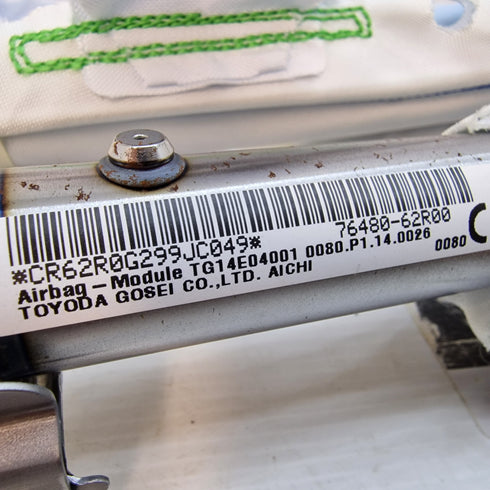 76480-62R00
*CR62R0G299JC049*
Airbag-Module TG14E04001 0080.P1.14.0026
0080
TOYODA GOSEI CO.,LTD. AICHI